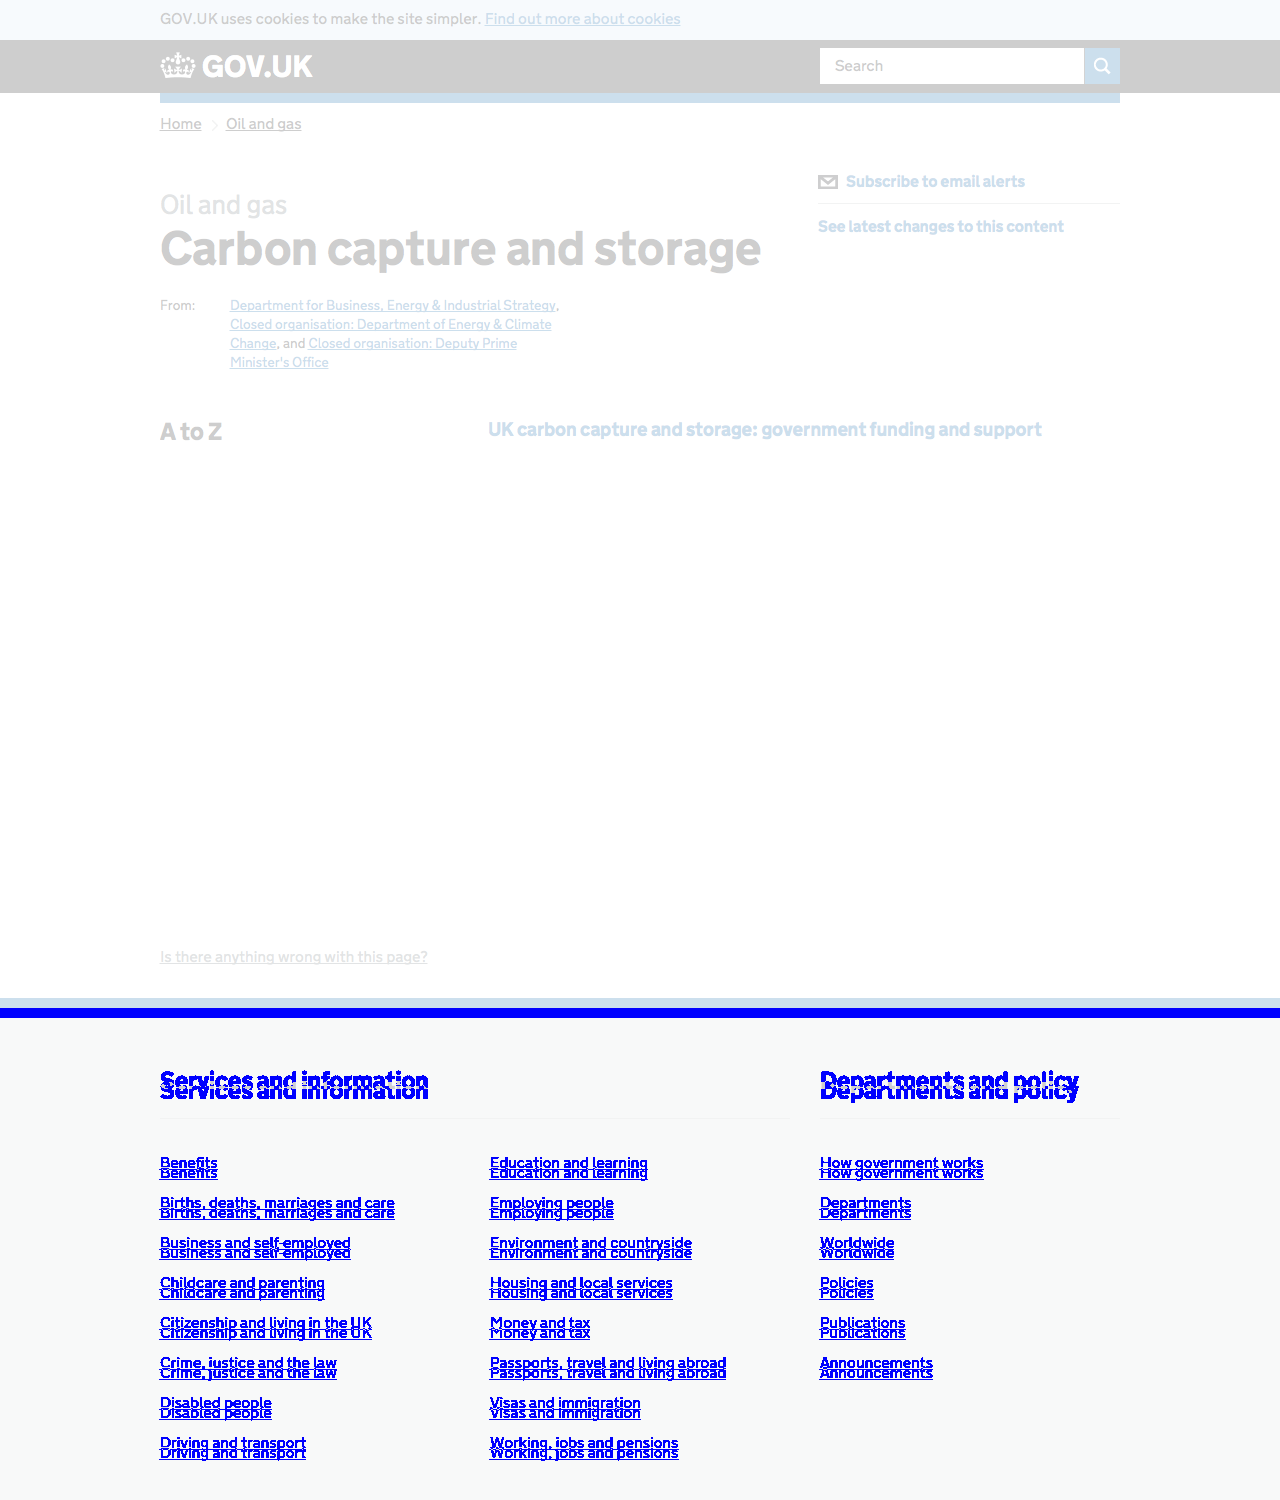 GOV.UK uses cookies to make the site simpler. Find out more about cookies
GOV.UK
Search
Home Oil and gas
Subscribe to email alerts
See latest changes to this content
Oil and gas
Carbon capture and storage
From: Department for Business, Energy & Industrial Strategy,
Closed organisation: Department of Energy & Climate
Change, and Closed organisation: Deputy Prime
Minister's Office
A to Z
UK carbon capture and storage: government funding and support
Is there anything wrong with this page?
Services and information
Departments and policy
Benefits
Births, deaths, marriages and care
Business and self-employed
Childcare and parenting
Citizenship and living in the UK
Crime, justice and the law
Disabled people
Driving and transport
Education and learning
Employing people
Environment and countryside
Housing and local services
Money and tax
Passports, travel and living abroad
Visas and immigration
Working, jobs and pensions
How government works
Departments
Worldwide
Policies
Publications
Announcements